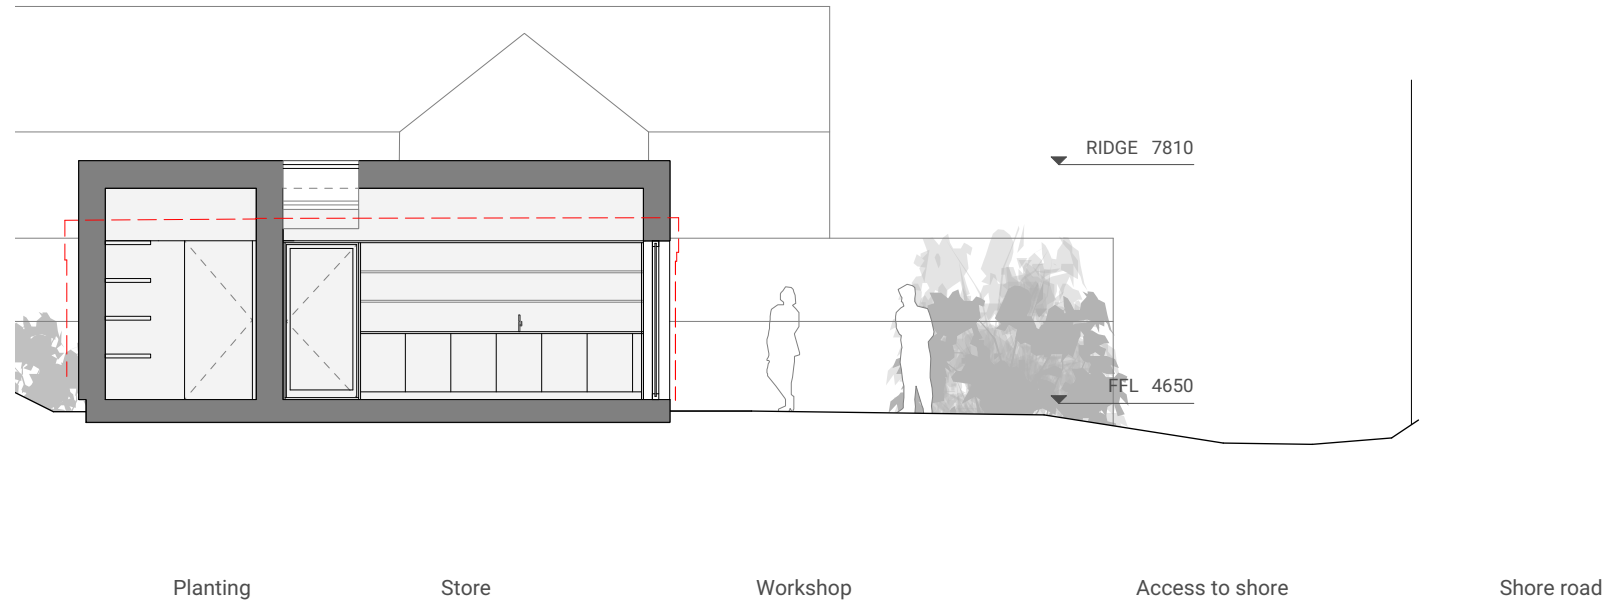 RIDGE 7810
FFL 4650
Planting Store Workshop Access to shore Shore road